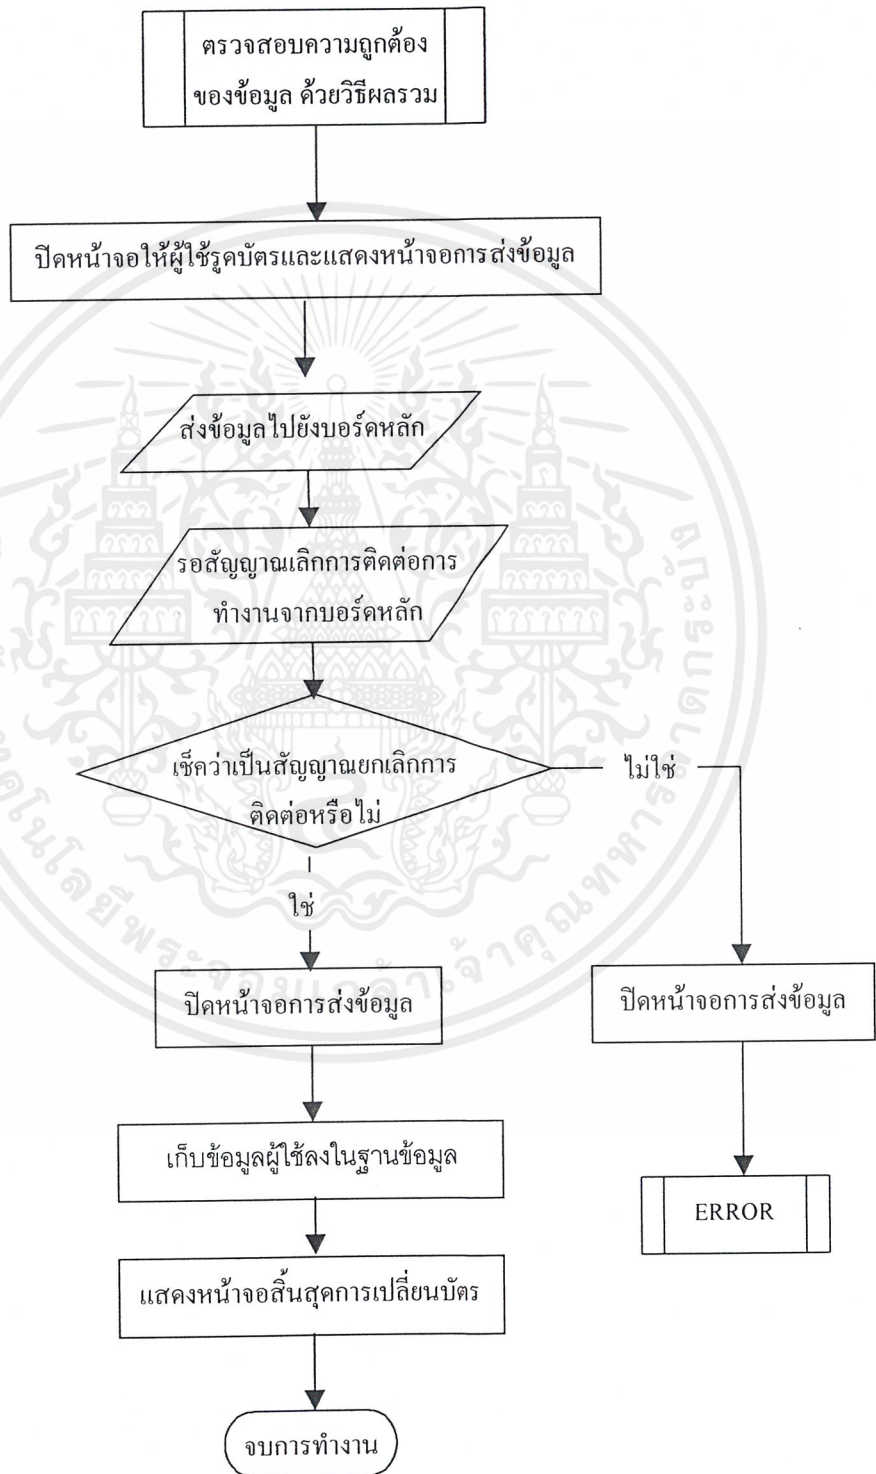 ตรวจสอบความถูกต้อง
ของข้อมูล ด้วยวิธีผลรวม
ปิดหน้าจอให้ผู้ใช้รูดบัตรและแสดงหน้าจอการส่งข้อมูล
ส่งข้อมูลไปยังบอร์ดหลัก
รอสัญญาณเลิกการติดต่อการ
ทำงานจากบอร์ดหลัก
เช็คว่าเป็นสัญญาณยกเลิกการ
ติดต่อหรือไม่
ไม่ใช่
ใช่
ปิดหน้าจอการส่งข้อมูล
ปิดหน้าจอการส่งข้อมูล
เก็บข้อมูลผู้ใช้ลงในฐานข้อมูล
ERROR
แสดงหน้าจอสิ้นสุดการเปลี่ยนบัตร
จบการทำงาน